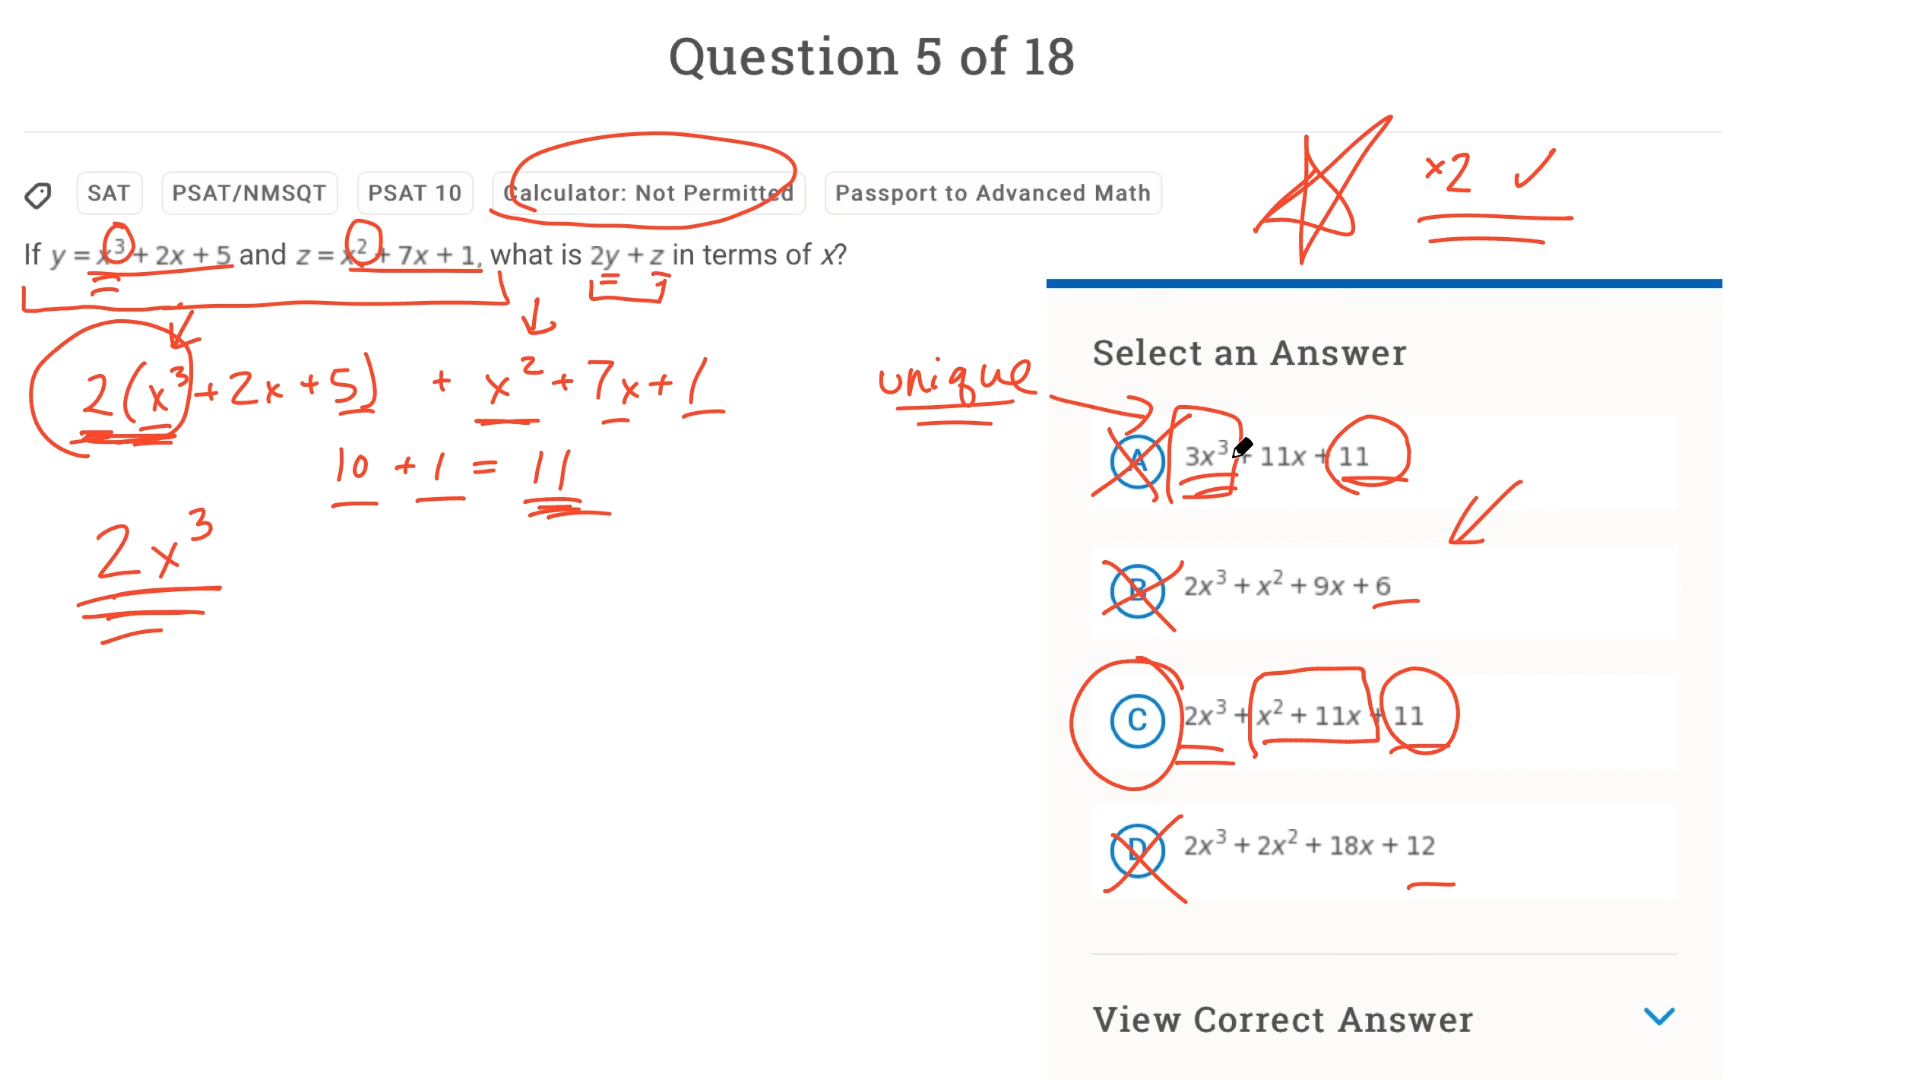 Question 5 of 18
SAT PSAT/NMSQT PSAT 10 Calculator: Not Permitted Passport to Advanced Math
×2 ✓
If y = x³ + 2x + 5 and z = x² + 7x + 1, what is 2y + z in terms of x?
2(x³ + 2x + 5) + x² + 7x + 1
10 + 1 = 11
2x³
unique
Select an Answer
A 3x³ + 11x + 11
B 2x³ + x² + 9x + 6
C 2x³ + x² + 11x + 11
D 2x³ + 2x² + 18x + 12
View Correct Answer